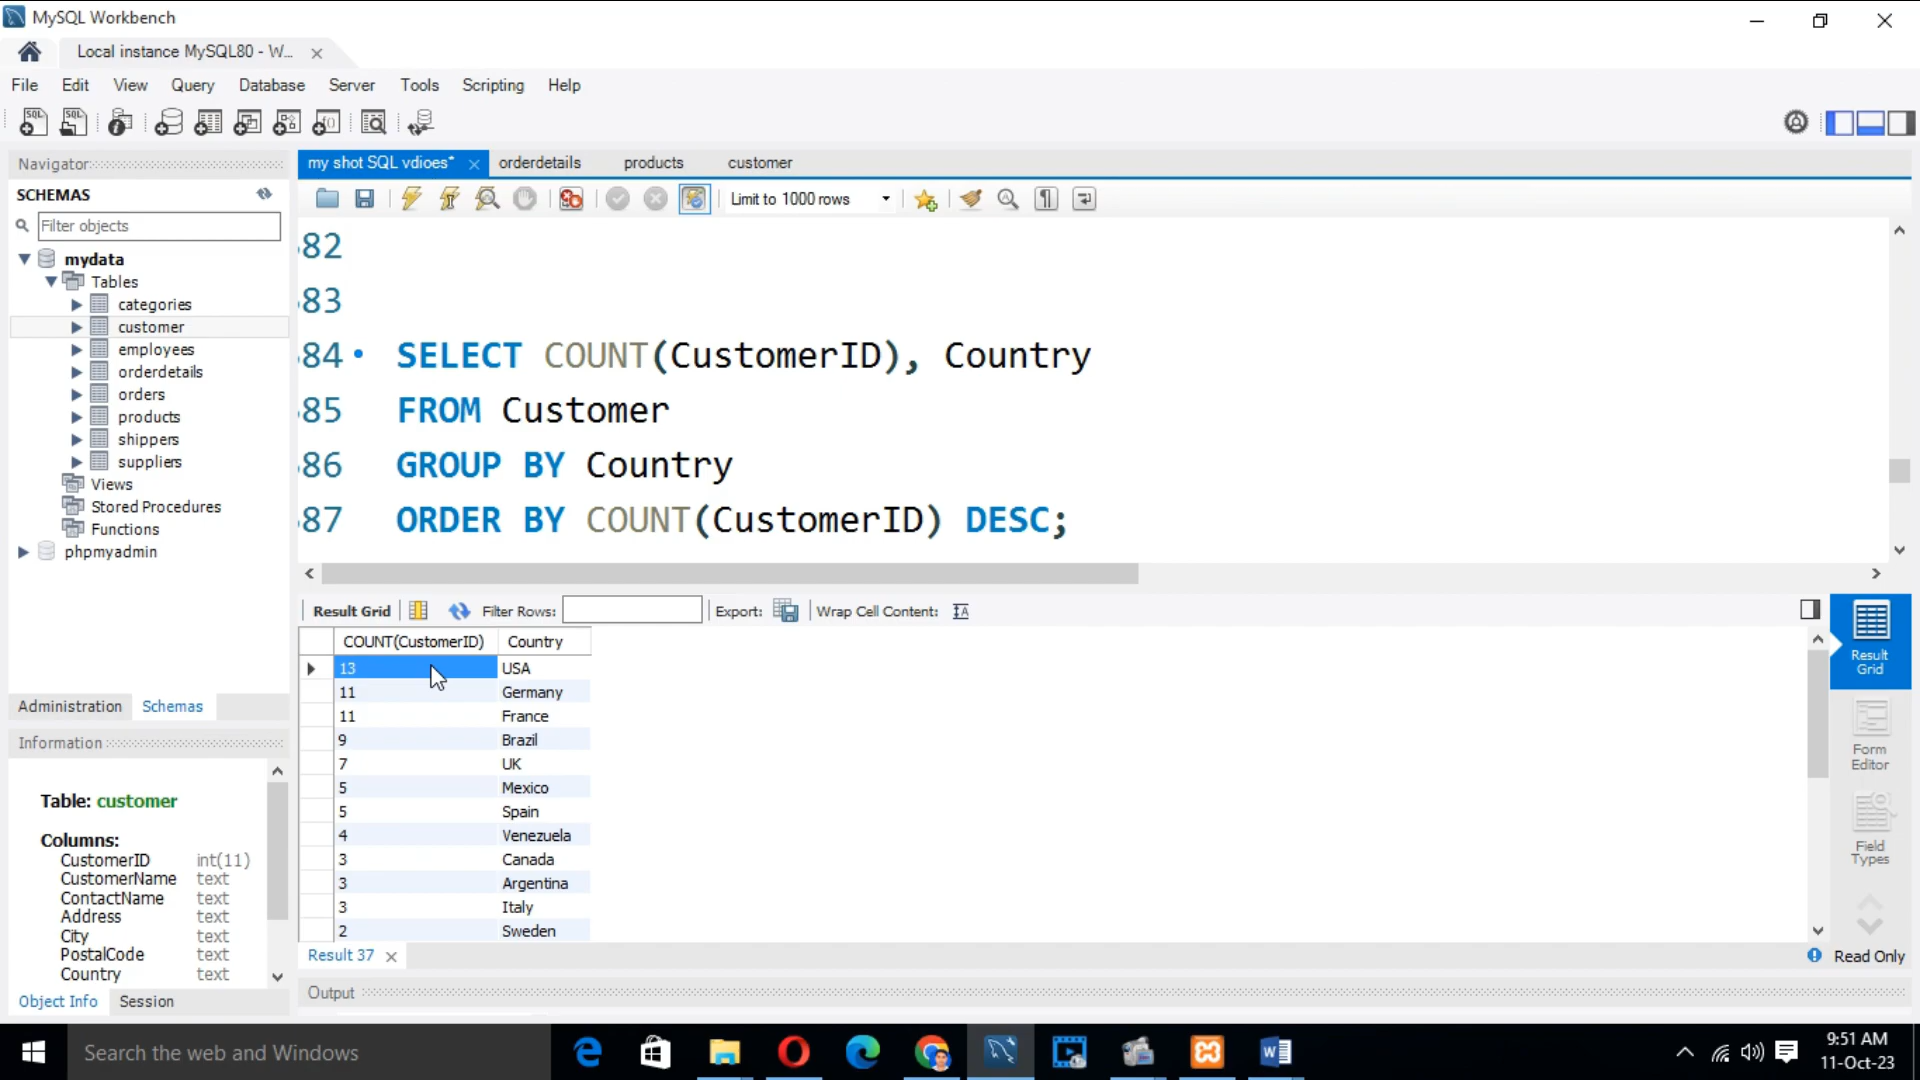 MySQL Workbench
Local instance MySQL80 - W...
File Edit View Query Database Server Tools Scripting Help
Navigator
SCHEMAS
Filter objects
mydata
Tables
categories
customer
employees
orderdetails
orders
products
shippers
suppliers
Views
Stored Procedures
Functions
phpmyadmin
Administration Schemas
Information
Table: customer
Columns:
CustomerID int(11)
CustomerName text
ContactName text
Address text
City text
PostalCode text
Country text
Object Info Session
my shot SQL vdioes* orderdetails products customer
Limit to 1000 rows
82
83
84 SELECT COUNT(CustomerID), Country
85 FROM Customer
86 GROUP BY Country
87 ORDER BY COUNT(CustomerID) DESC;
Result Grid Filter Rows: Export: Wrap Cell Content:
COUNT(CustomerID) Country
13 USA
11 Germany
11 France
9 Brazil
7 UK
5 Mexico
5 Spain
4 Venezuela
3 Canada
3 Argentina
3 Italy
2 Sweden
Result Grid
Form Editor
Field Types
Result 37
Read Only
Output
Search the web and Windows
9:51 AM
11-Oct-23